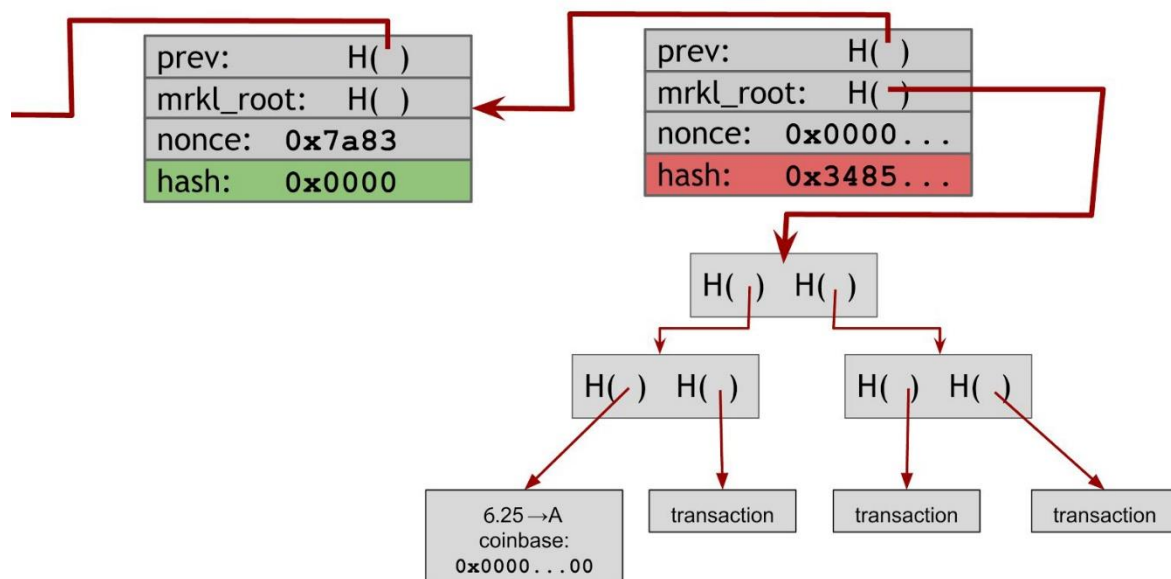 prev: H( )
mrkl_root: H( )
nonce: 0x7a83
hash: 0x0000
prev: H( )
mrkl_root: H( )
nonce: 0x0000...
hash: 0x3485...
H( ) H( )
H( ) H( )
H( ) H( )
6.25→A
coinbase:
0x0000...00
transaction
transaction
transaction